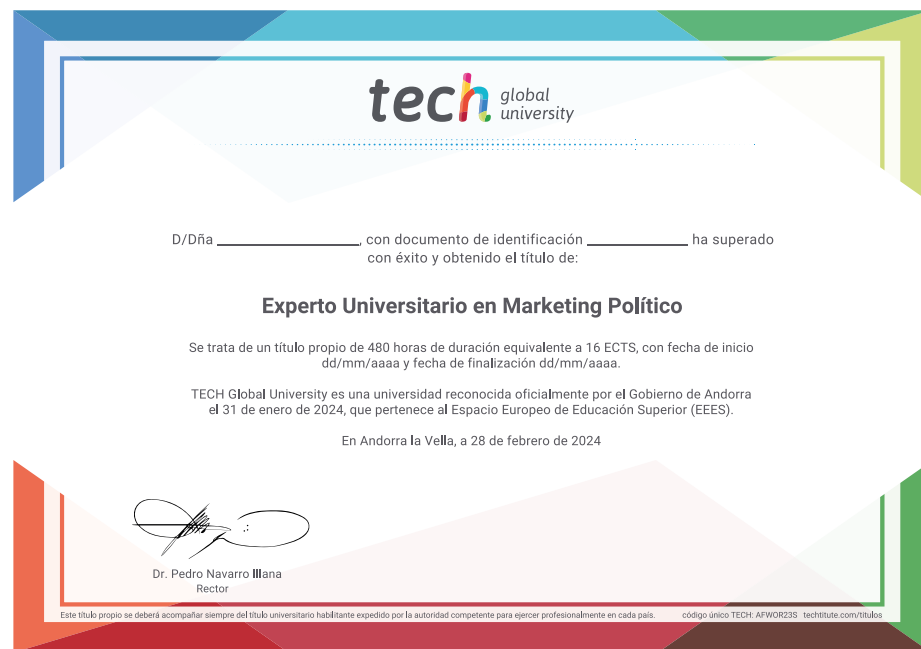 tech global university
D/Dña ____________, con documento de identificación ____________ ha superado
con éxito y obtenido el título de:
Experto Universitario en Marketing Político
Se trata de un título propio de 480 horas de duración equivalente a 16 ECTS, con fecha de inicio
dd/mm/aaaa y fecha de finalización dd/mm/aaaa.
TECH Global University es una universidad reconocida oficialmente por el Gobierno de Andorra
el 31 de enero de 2024, que pertenece al Espacio Europeo de Educación Superior (EEES).
En Andorra la Vella, a 28 de febrero de 2024
Dr. Pedro Navarro Illana
Rector
Este título propio se deberá acompañar siempre del título universitario habilitante expedido por la autoridad competente para ejercer profesionalmente en cada país. código único TECH: AFWOR23S techtitute.com/titulos